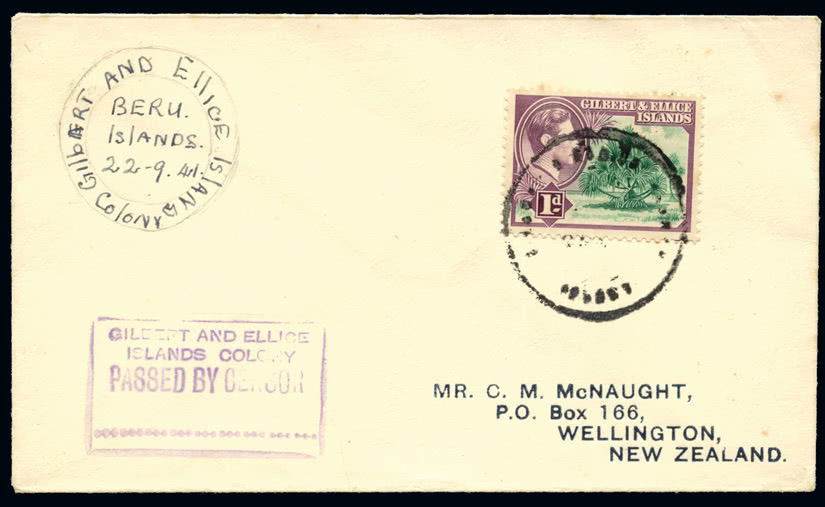 GILBERT AND ELLICE ISLAND COLONY
BERU.
ISLANDS.
22-9.41.
GILBERT & ELLICE
ISLANDS
1d
GILBERT AND ELLICE
ISLANDS COLONY
PASSED BY CENSOR
MR. C. M. McNAUGHT,
P.O. Box 166,
WELLINGTON,
NEW ZEALAND.